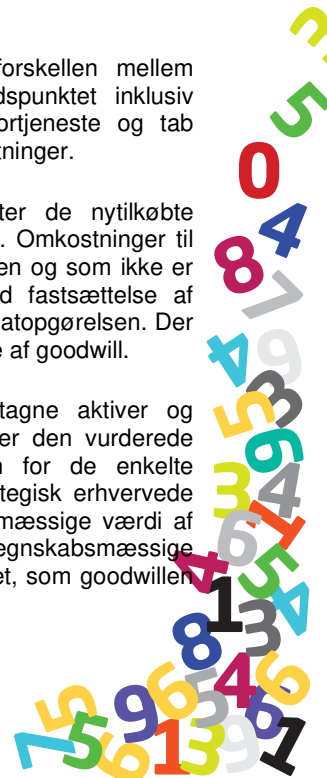 forskellen mellem
dspunktet inklusiv
ortjeneste og tab
tninger.
ter de nytilkøbte
. Omkostninger til
en og som ikke er
d fastsættelse af
atopgørelsen. Der
e af goodwill.
tagne aktiver og
er den vurderede
for de enkelte
tegisk erhvervede
mæssige værdi af
egnskabsmæssige
et, som goodwillen